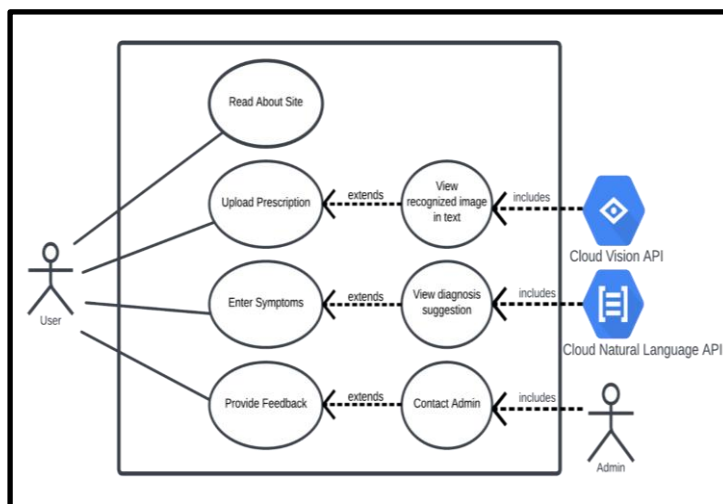 Read About Site
Upload Prescription
extends
View
recognized image
in text
includes
Cloud Vision API
User
Enter Symptoms
extends
View diagnosis
suggestion
includes
Cloud Natural Language API
Provide Feedback
extends
Contact Admin
includes
Admin